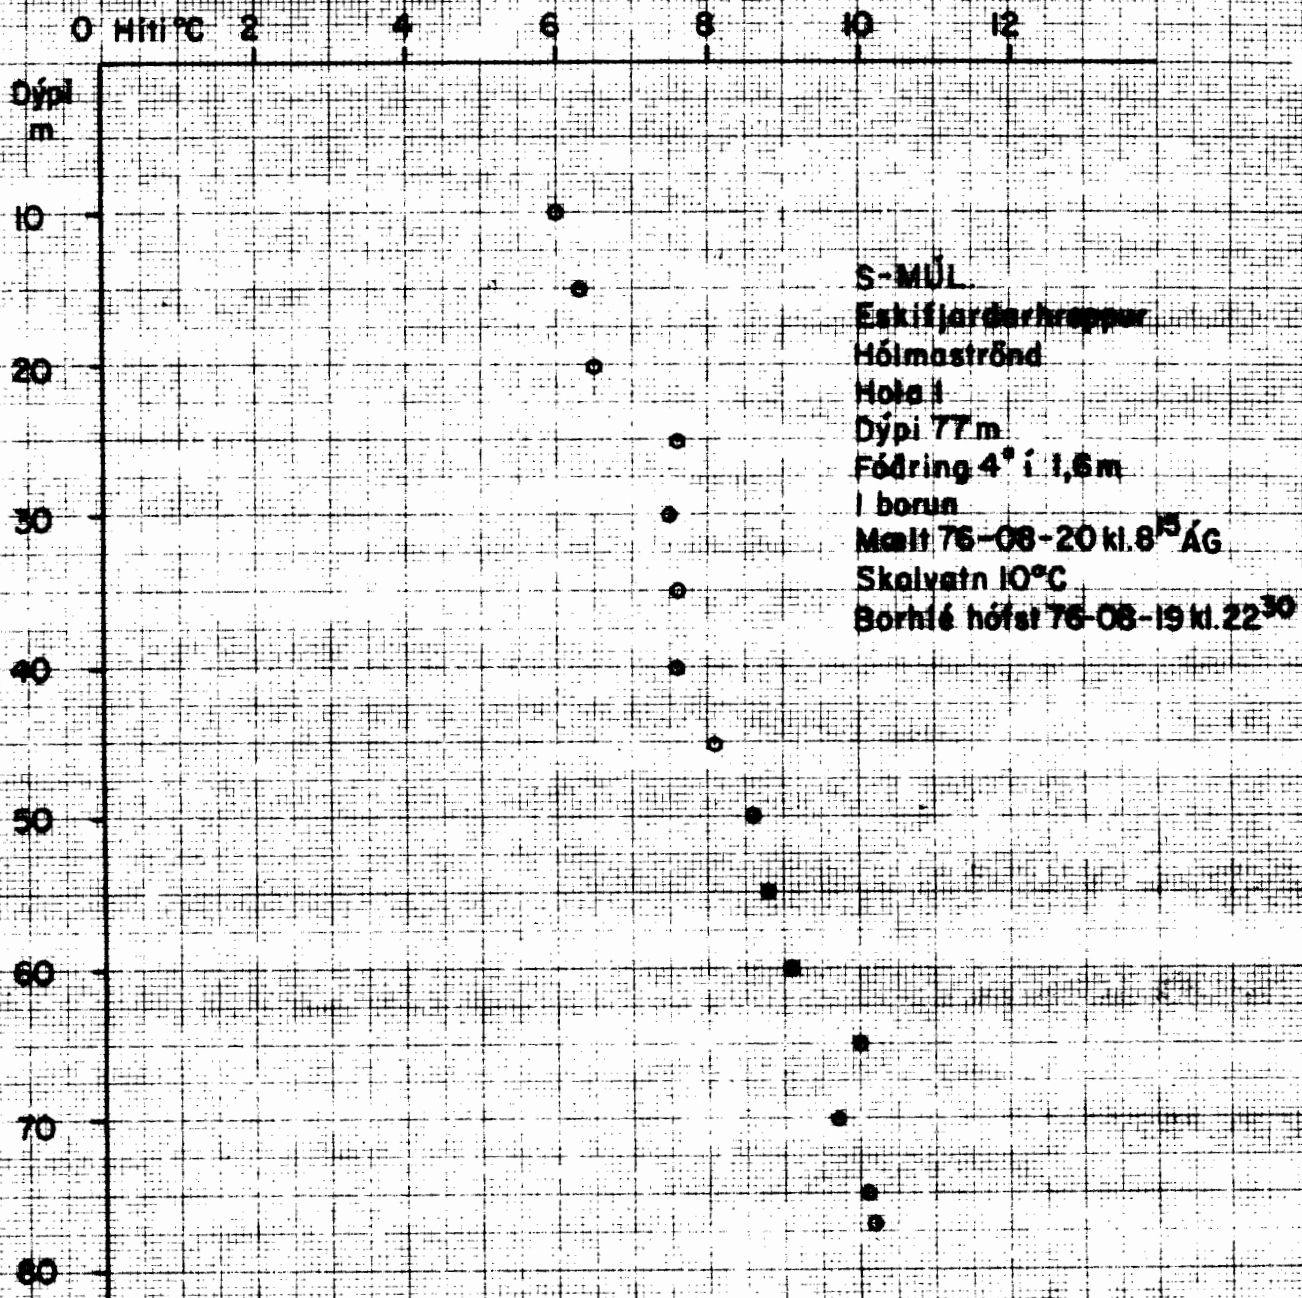 0 Hiti °C 2 4 6 8 10 12
Dýpi
m
10
20
30
40
50
60
70
80
S-MÚL.
Eskifjarðarhreppur
Hólmaströnd
Hola 1
Dýpi 77 m
Fóðring 4" í 1,6 m
Í borun
Mælt 76-08-20 kl. 8¹⁵ ÁG
Skolvatn 10°C
Borhlé hófst 76-08-19 kl. 22³⁰